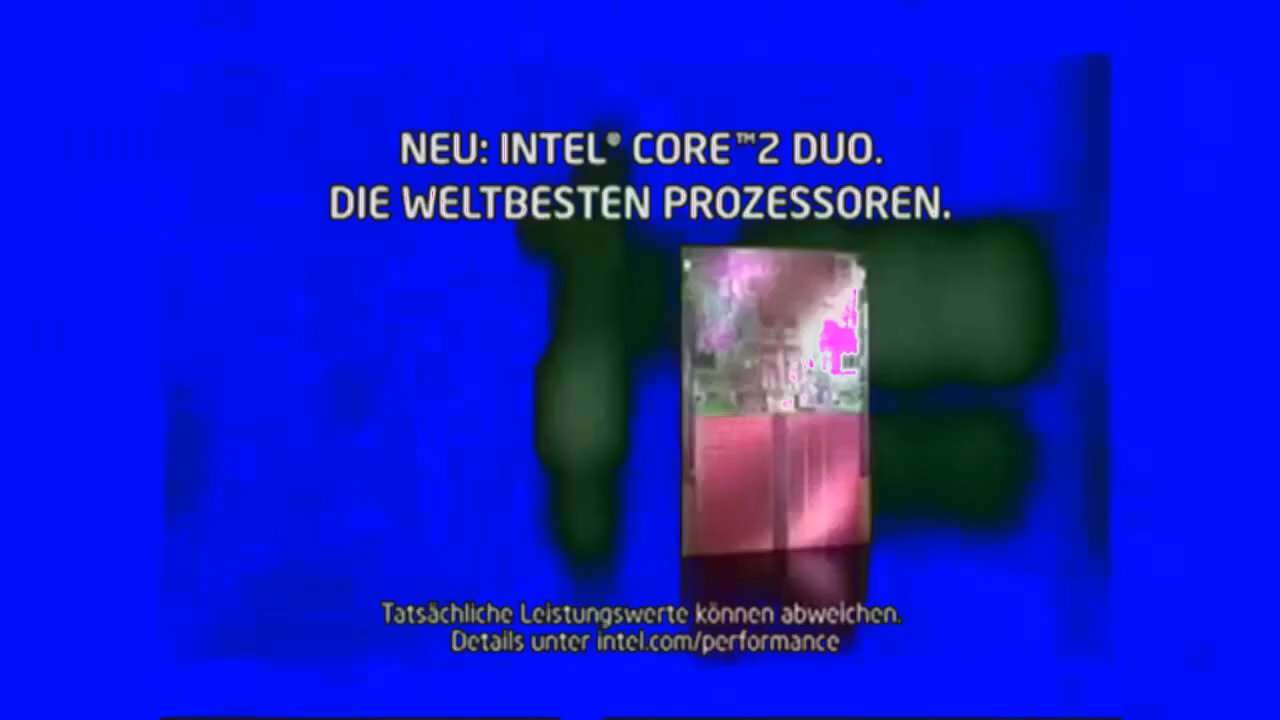 NEU: INTEL® CORE™2 DUO.
DIE WELTBESTEN PROZESSOREN.
Tatsächliche Leistungswerte können abweichen.
Details unter intel.com/performance